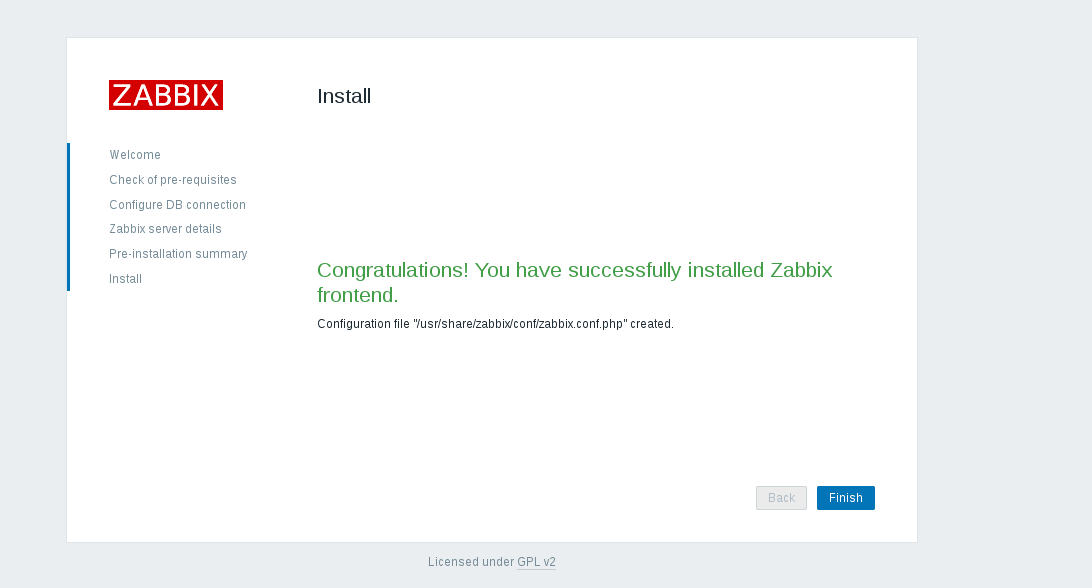 ZABBIX
Install
Welcome
Check of pre-requisites
Configure DB connection
Zabbix server details
Pre-installation summary
Install
Congratulations! You have successfully installed Zabbix
frontend.
Configuration file "/usr/share/zabbix/conf/zabbix.conf.php" created.
Back
Finish
Licensed under GPL v2